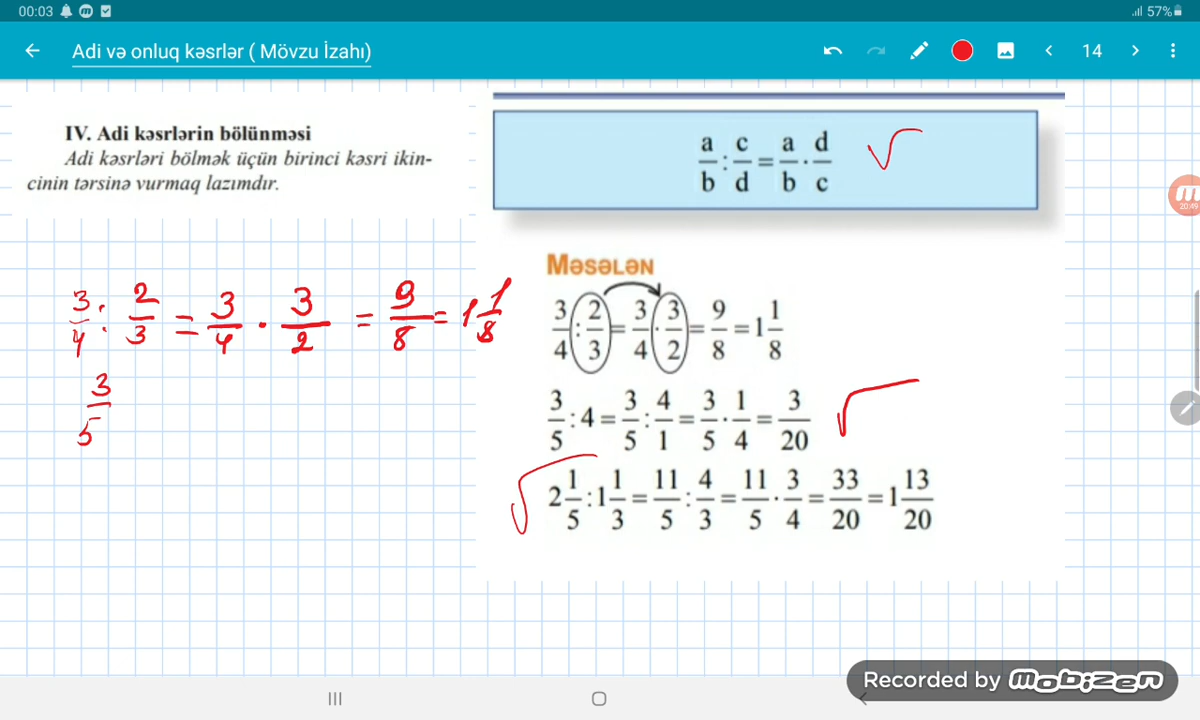 00:03 57%
Adi və onluq kəsrlər ( Mövzu İzahı) 14
IV. Adi kəsrlərin bölünməsi
Adi kəsrləri bölmək üçün birinci kəsri ikin-
cinin tərsinə vurmaq lazımdır.
a/b : c/d = a/b · d/c √
20:49
MƏSƏLƏN
3/4 : 2/3 = 3/4 · 3/2 = 9/8 = 1 1/8
3/4 : 2/3 = 3/4 · 3/2 = 9/8 = 1 1/8
3/5
3/5 : 4 = 3/5 : 4/1 = 3/5 · 1/4 = 3/20 √
√ 2 1/5 : 1 1/3 = 11/5 : 4/3 = 11/5 · 3/4 = 33/20 = 1 13/20
Recorded by mobizen